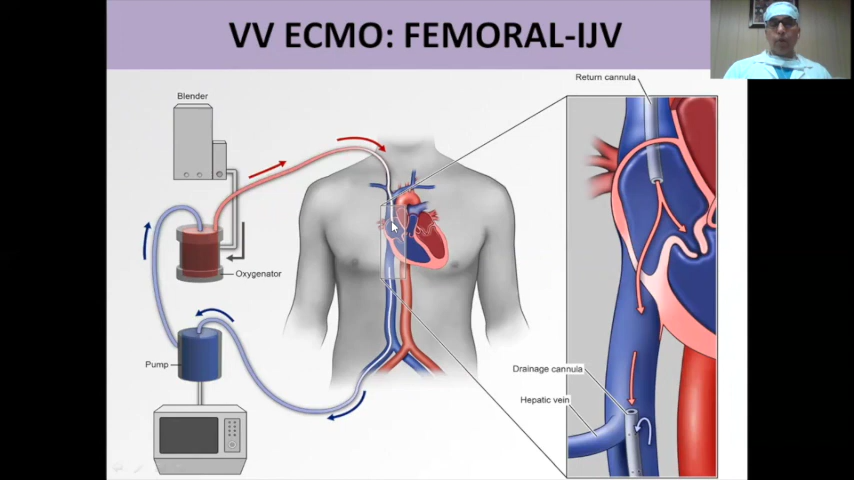 VV ECMO: FEMORAL-IJV
Return cannula
Blender
Oxygenator
Pump
Drainage cannula
Hepatic vein